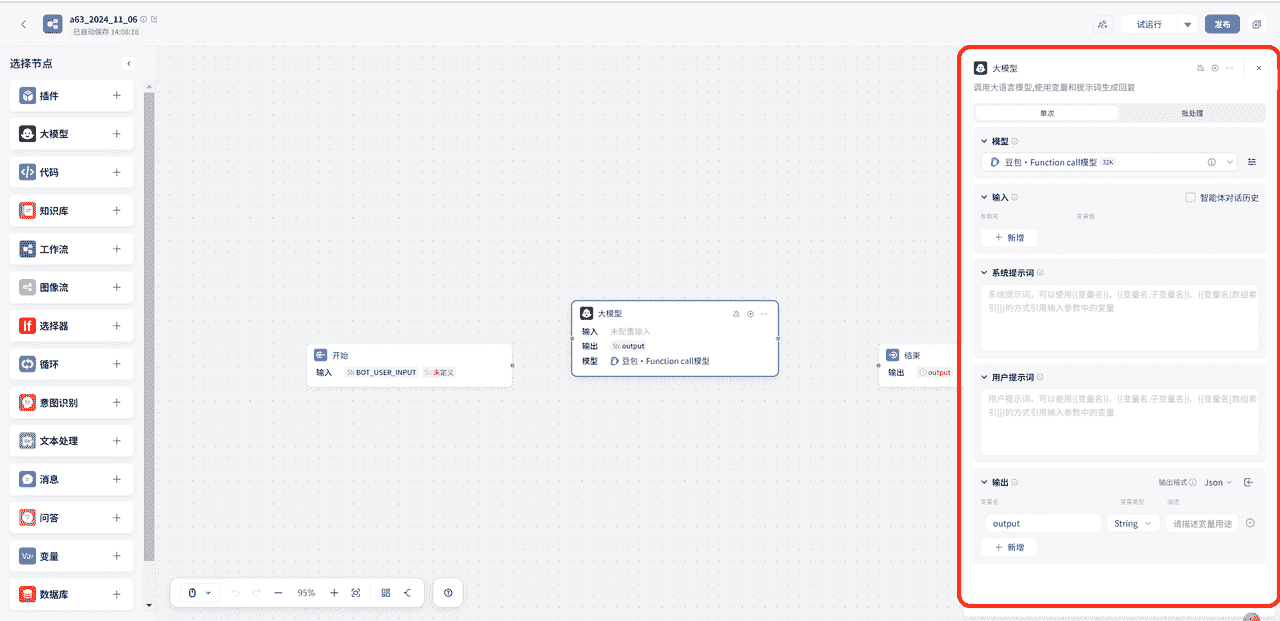 a63_2024_11_06
已自动保存 14:08:18
试运行
发布
选择节点
插件
大模型
代码
知识库
工作流
图像流
If 选择器
循环
意图识别
文本处理
消息
问答
变量
数据库
开始
输入 BOT_USER_INPUT 未定义
大模型
输入 未配置输入
输出 output
模型 豆包・Function call模型
结束
输出 output
95%
大模型
调用大语言模型,使用变量和提示词生成回复
单次 批处理
模型
豆包・Function call模型 32K
输入 智能体对话历史
参数名 变量值
新增
系统提示词
系统提示词，可以使用{{变量名}}、{{变量名.子变量名}}、{{变量名[数组索
引]}}的方式引用输入参数中的变量
用户提示词
用户提示词，可以使用{{变量名}}、{{变量名.子变量名}}、{{变量名[数组索
引]}}的方式引用输入参数中的变量
输出 输出格式 Json
变量名 变量类型 描述
output String 请描述变量用途
新增